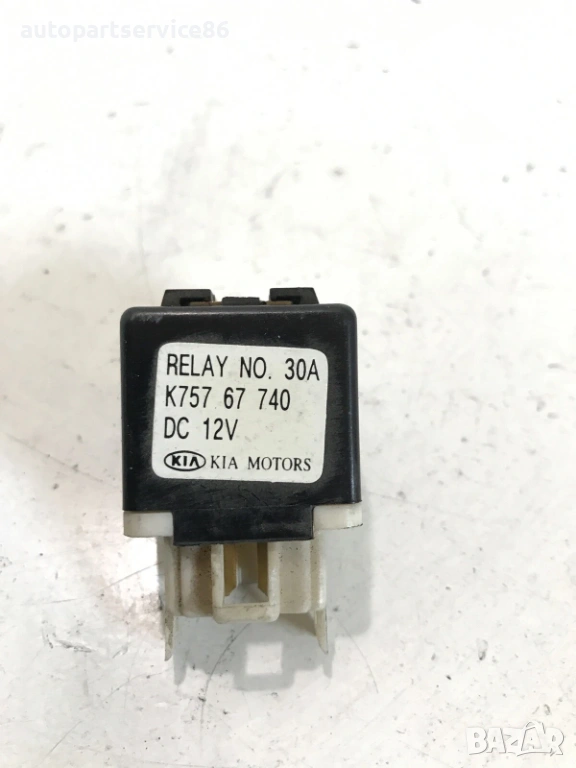 autopartservice86
RELAY NO. 30A
K757 67 740
DC 12V
KIA KIA MOTORS
BAZAR